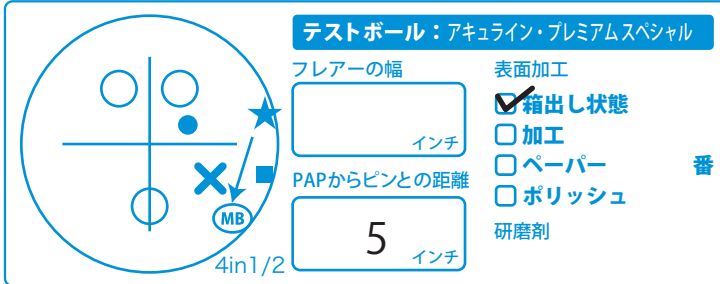 テストボール：アキュライン・プレミアムスペシャル
フレアーの幅
インチ
PAPからピンとの距離
5 インチ
MB
4in1/2
表面加工
箱出し状態
加工
ペーパー 番
ポリッシュ
研磨剤